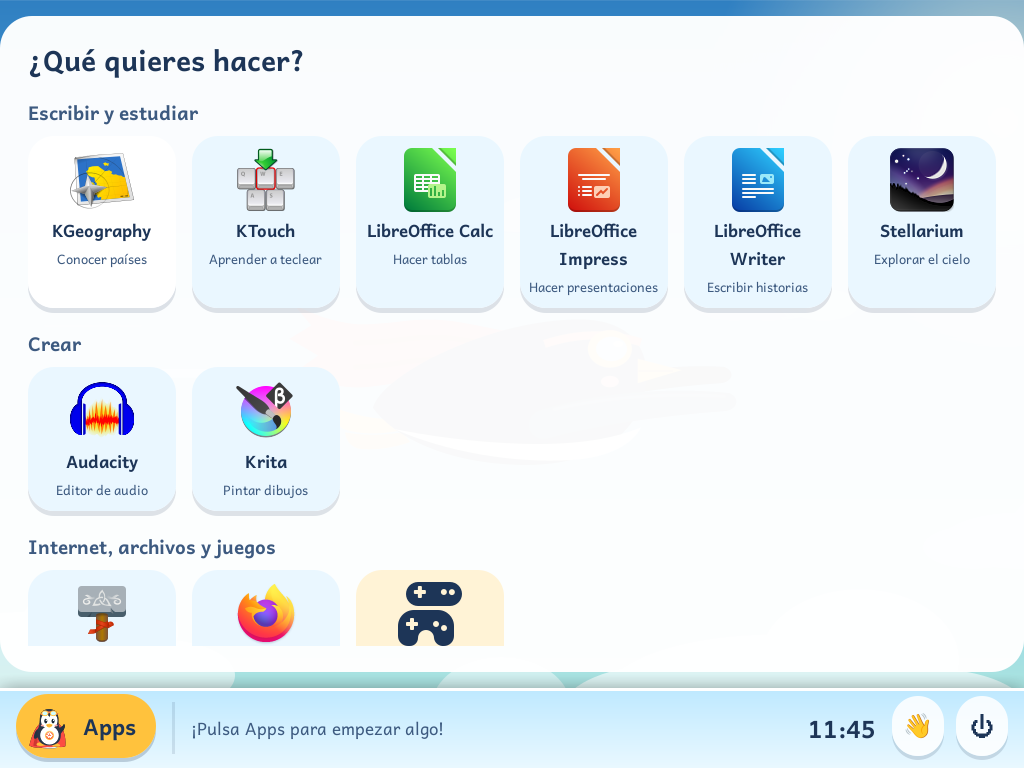 ¿Qué quieres hacer?
Escribir y estudiar
KGeography
Conocer países
KTouch
Aprender a teclear
LibreOffice Calc
Hacer tablas
LibreOffice
Impress
Hacer presentaciones
LibreOffice
Writer
Escribir historias
Stellarium
Explorar el cielo
Crear
Audacity
Editor de audio
β
Krita
Pintar dibujos
Internet, archivos y juegos
Apps
¡Pulsa Apps para empezar algo!
11:45